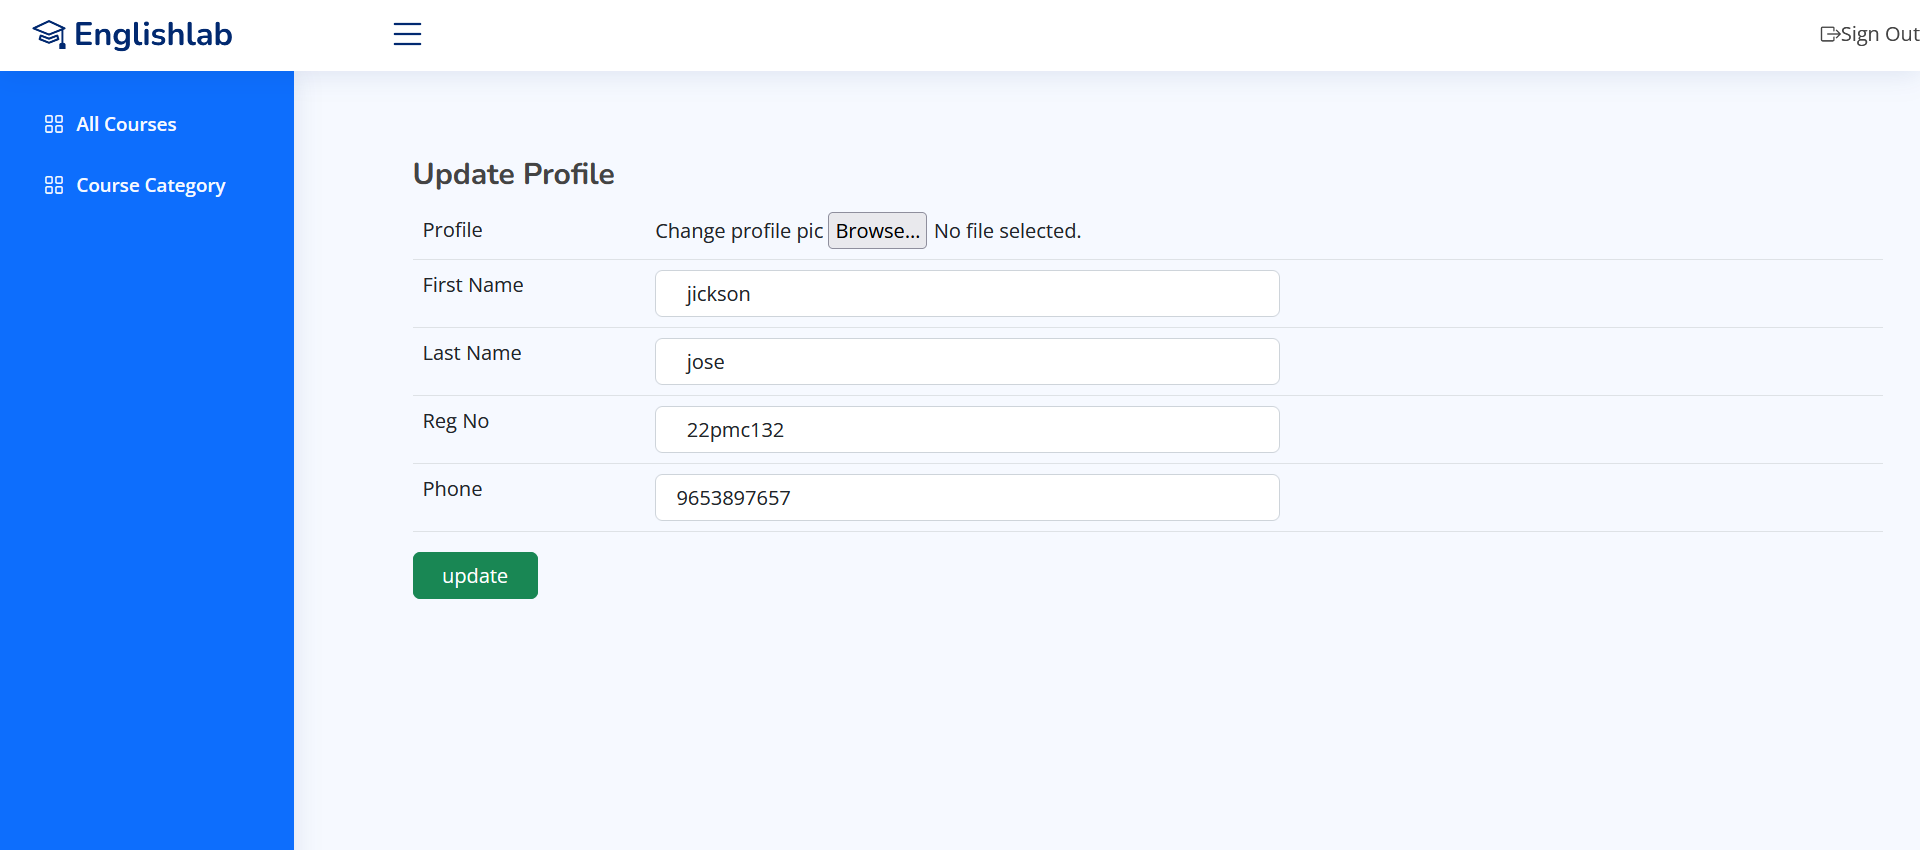 Englishlab
Sign Out
All Courses
Course Category
Update Profile
Profile Change profile pic Browse... No file selected.
First Name jickson
Last Name jose
Reg No 22pmc132
Phone 9653897657
update